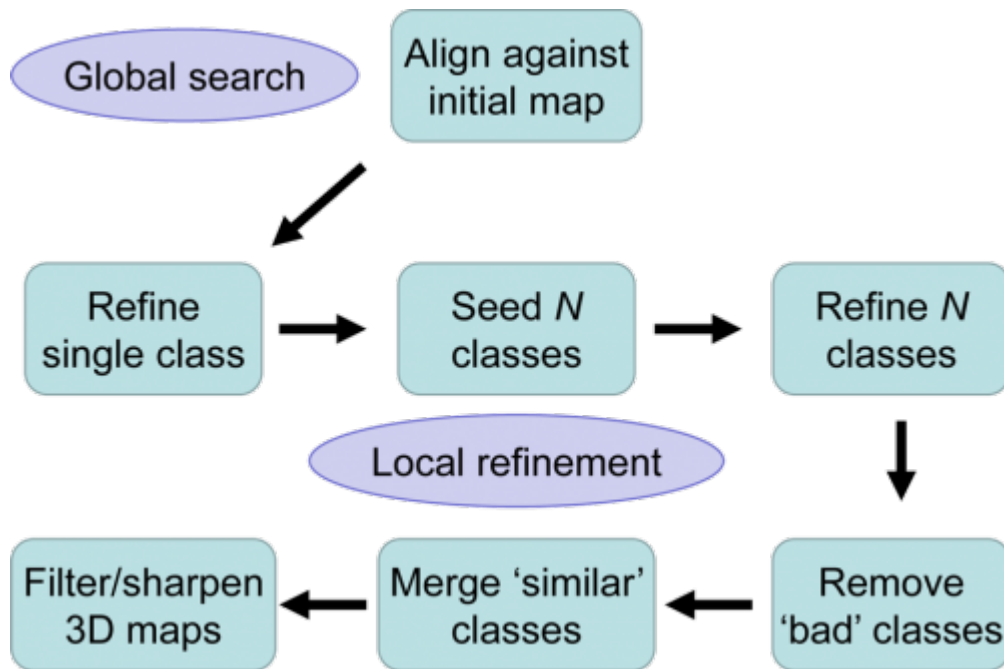 Global search
Align against
initial map
Refine
single class
Seed N
classes
Refine N
classes
Local refinement
Filter/sharpen
3D maps
Merge ‘similar’
classes
Remove
‘bad’ classes